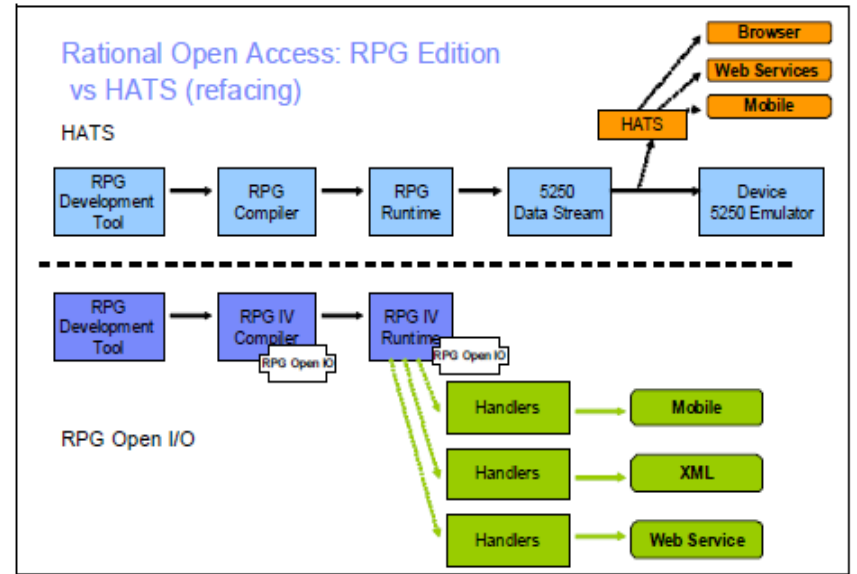 Rational Open Access: RPG Edition
vs HATS (refacing)
HATS
Browser
Web Services
Mobile
HATS
RPG
Development
Tool
RPG
Compiler
RPG
Runtime
5250
Data Stream
Device
5250 Emulator
RPG
Development
Tool
RPG IV
Compiler
RPG Open IO
RPG IV
Runtime
RPG Open IO
RPG Open I/O
Handlers
Mobile
Handlers
XML
Handlers
Web Service